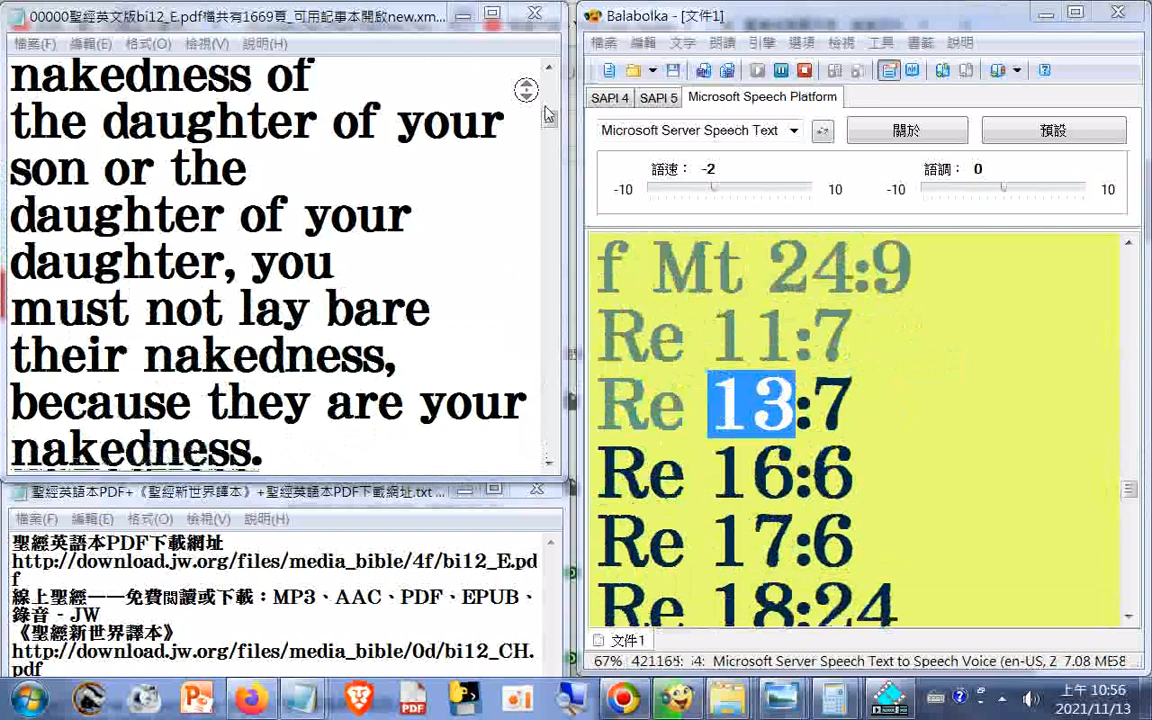 00000聖經英文版bi12_E.pdf檔共有1669頁_可用記事本開啟new.xm...
檔案(F) 編輯(E) 格式(O) 檢視(V) 說明(H)
nakedness of
the daughter of your
son or the
daughter of your
daughter, you
must not lay bare
their nakedness,
because they are your
nakedness.
聖經英語本PDF+《聖經新世界譯本》+聖經英語本PDF下載網址.txt ...
檔案(F) 編輯(E) 格式(O) 檢視(V) 說明(H)
聖經英語本PDF下載網址
http://download.jw.org/files/media_bible/4f/bi12_E.pd
f
線上聖經——免費閱讀或下載：MP3、AAC、PDF、EPUB、
錄音 - JW
《聖經新世界譯本》
http://download.jw.org/files/media_bible/0d/bi12_CH.
pdf
Balabolka - [文件1]
檔案 編輯 文字 朗讀 引擎 選項 檢視 工具 書籤 說明
SAPI 4 SAPI 5 Microsoft Speech Platform
Microsoft Server Speech Text 關於 預設
語速： -2 語調： 0
-10 10 -10 10
f Mt 24:9
Re 11:7
Re 13:7
Re 16:6
Re 17:6
Re 18:24
文件1
67% Microsoft Server Speech Text to Speech Voice (en-US, Z 7.08 ME
上午 10:56
2021/11/13